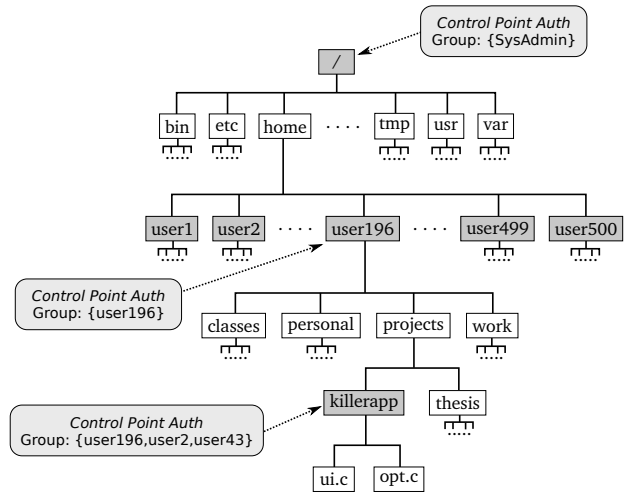 Control Point Auth
Group: {SysAdmin}
/
bin etc home . . . . tmp usr var
user1 user2 . . . . user196 . . . . user499 user500
Control Point Auth
Group: {user196}
classes personal projects work
killerapp thesis
Control Point Auth
Group: {user196,user2,user43}
ui.c opt.c